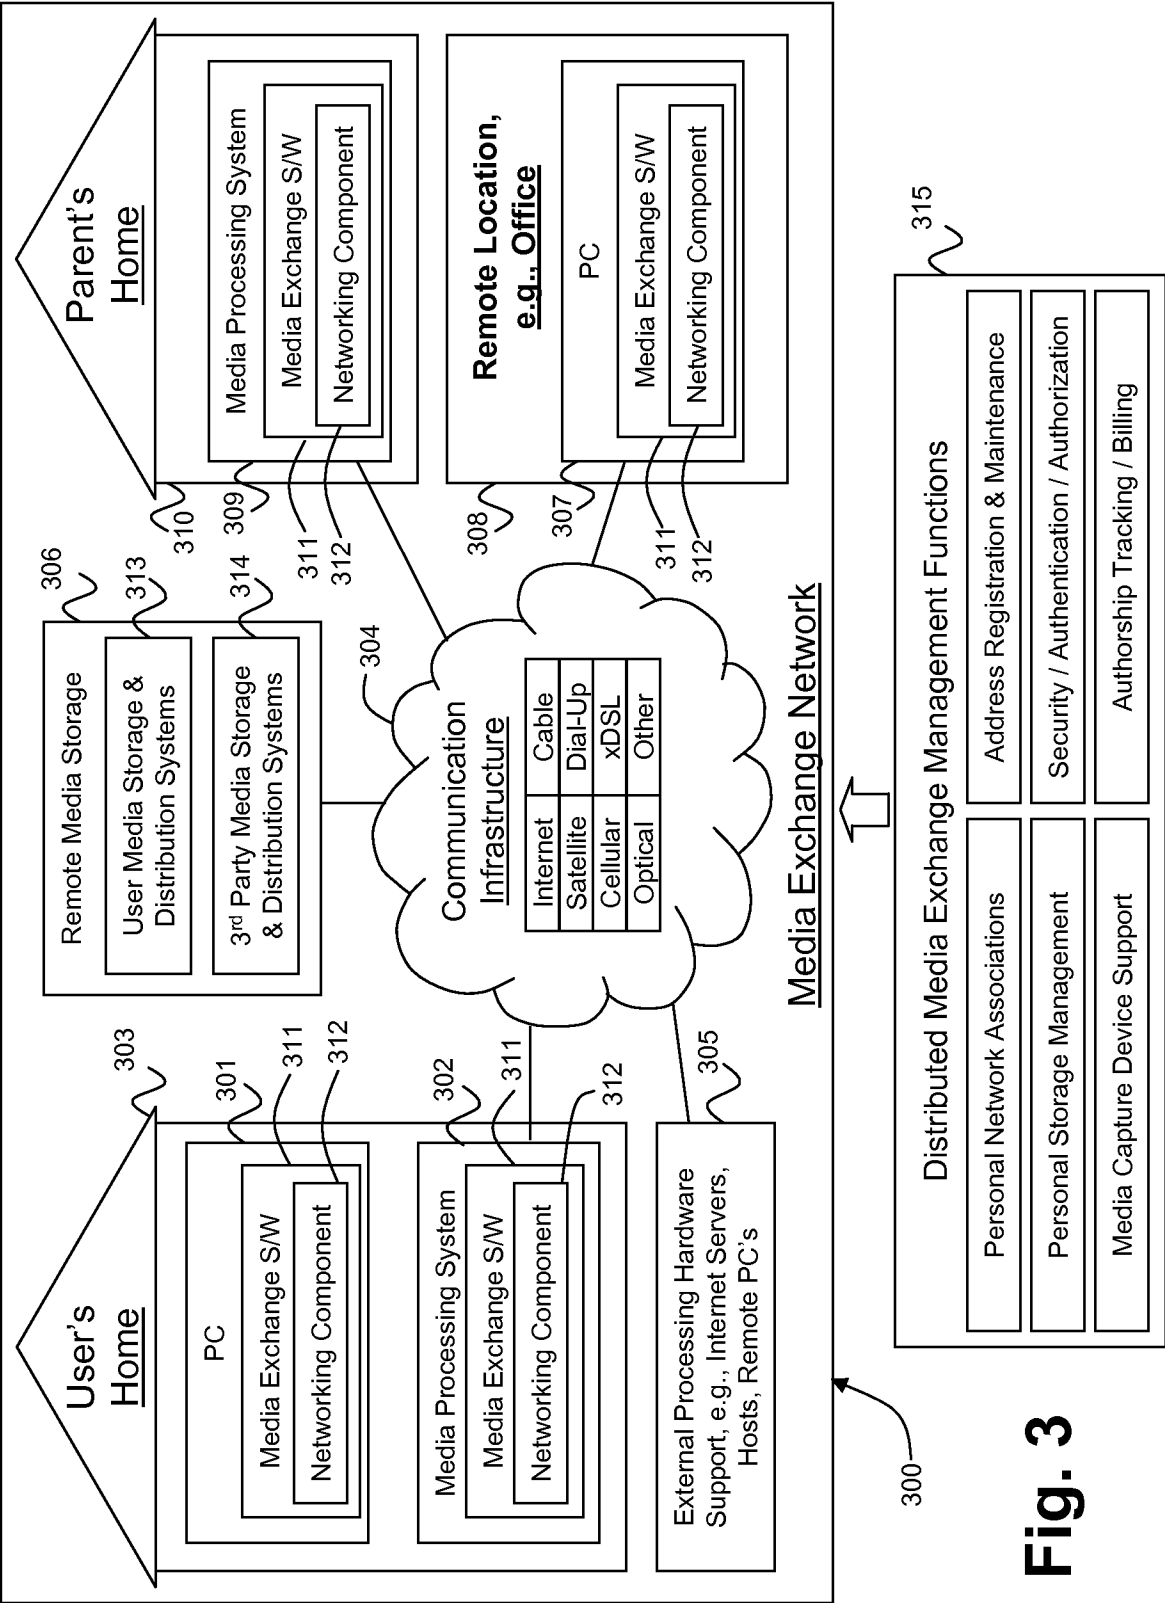 User's
Home
303
PC
301
Media Exchange S/W
311
Networking Component
312
Media Processing System
302
Media Exchange S/W
311
Networking Component
312
External Processing Hardware
Support, e.g., Internet Servers,
Hosts, Remote PC's
305
Remote Media Storage
306
User Media Storage &
Distribution Systems
313
3rd Party Media Storage
& Distribution Systems
314
304
Communication
Infrastructure
Internet
Cable
Satellite
Dial-Up
Cellular
xDSL
Optical
Other
Parent's
Home
310
Media Processing System
309
Media Exchange S/W
311
Networking Component
312
Remote Location,
e.g., Office
308
PC
307
Media Exchange S/W
311
Networking Component
312
Media Exchange Network
300
315
Distributed Media Exchange Management Functions
Personal Network Associations
Address Registration & Maintenance
Personal Storage Management
Security / Authentication / Authorization
Media Capture Device Support
Authorship Tracking / Billing
Fig. 3